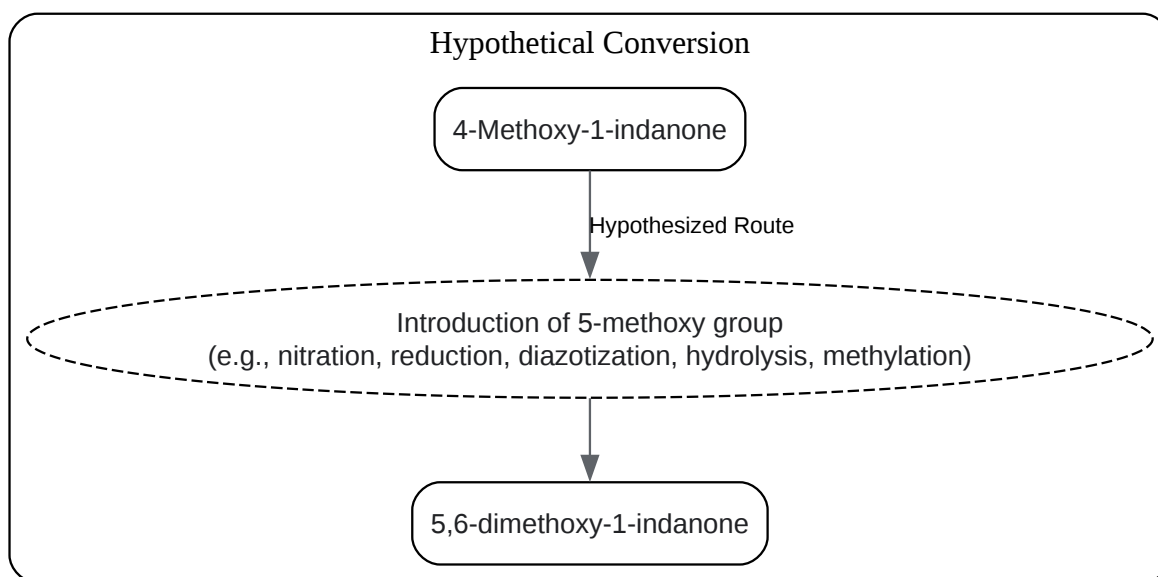 Hypothetical Conversion
4-Methoxy-1-indanone
Hypothesized Route
Introduction of 5-methoxy group
(e.g., nitration, reduction, diazotization, hydrolysis, methylation)
5,6-dimethoxy-1-indanone